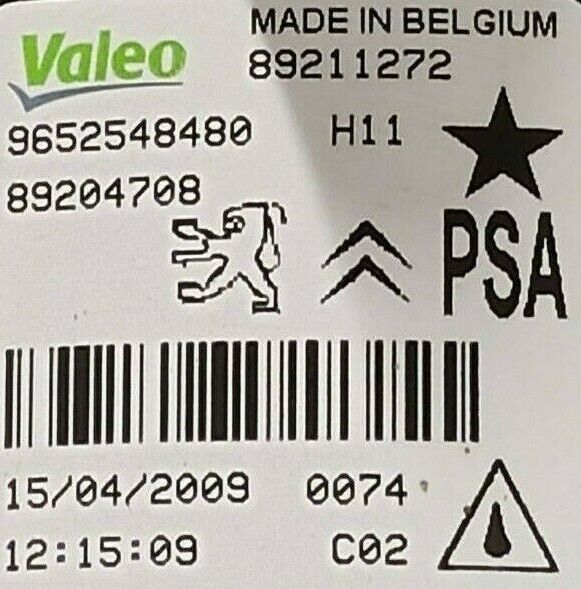 Valeo
MADE IN BELGIUM
89211272
9652548480 H11
89204708
PSA
15/04/2009 0074
12:15:09 C02